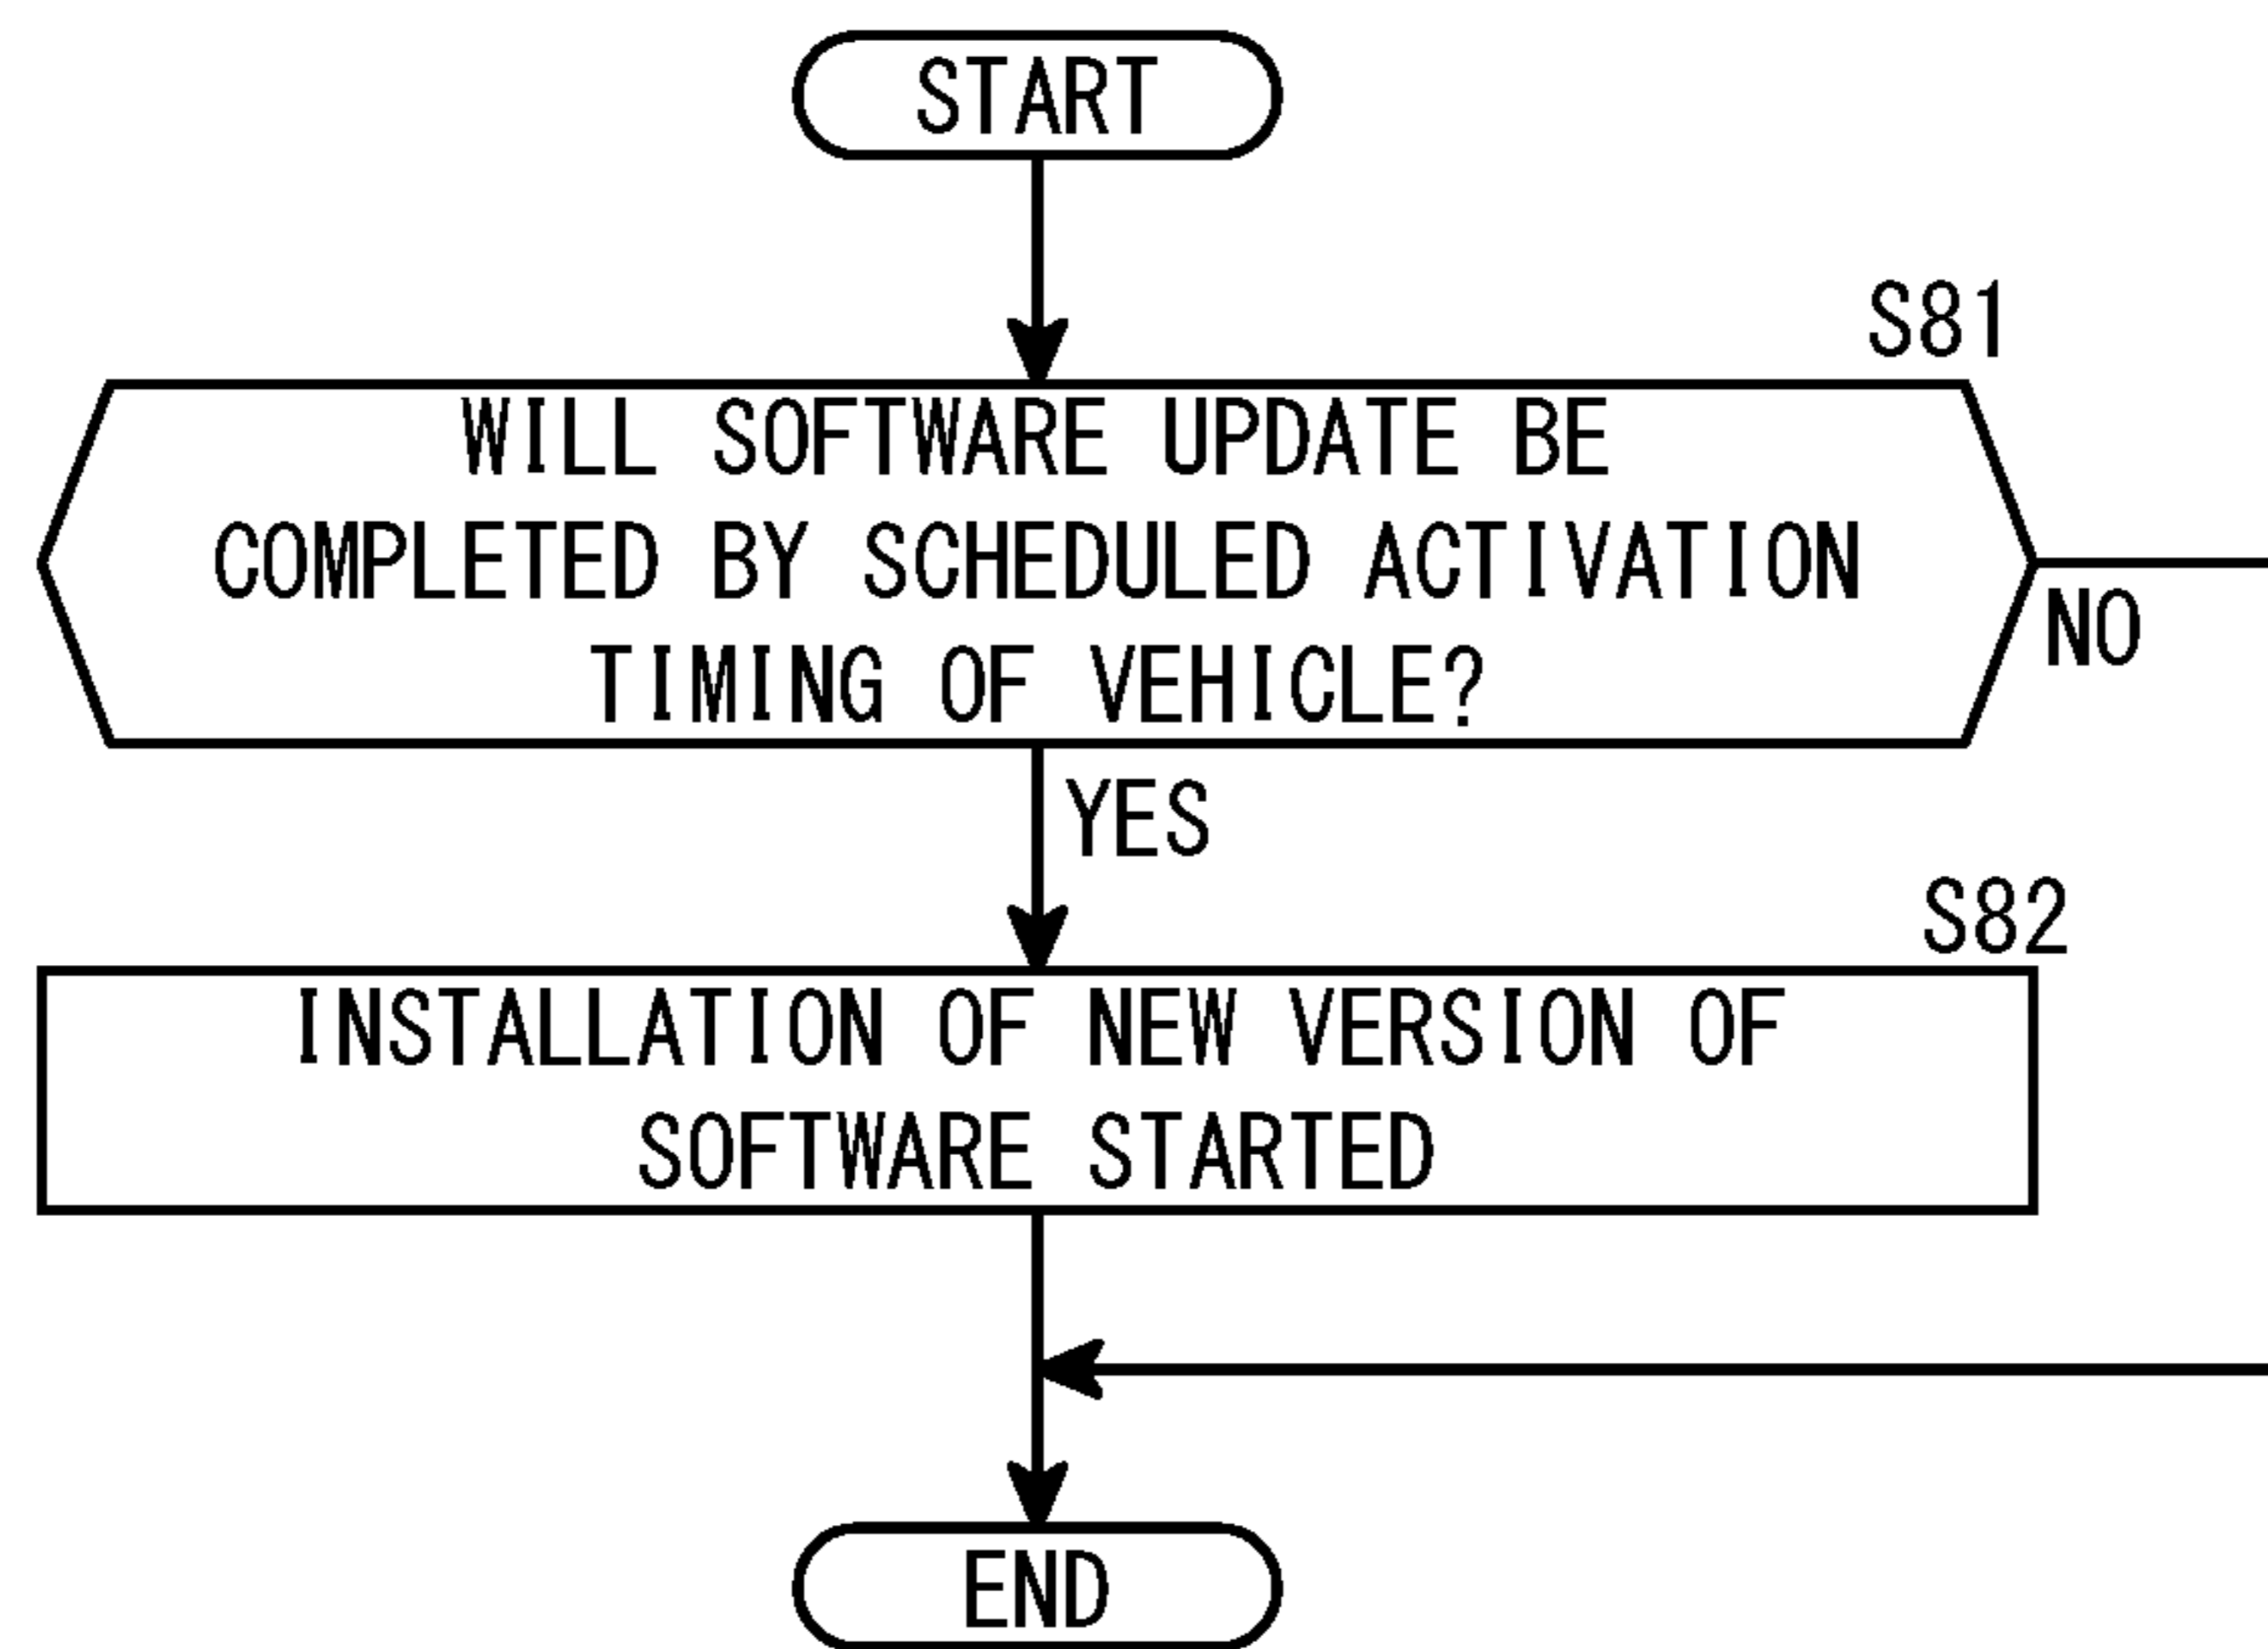 START
S81
WILL SOFTWARE UPDATE BE
COMPLETED BY SCHEDULED ACTIVATION
TIMING OF VEHICLE?
NO
YES
S82
INSTALLATION OF NEW VERSION OF
SOFTWARE STARTED
END